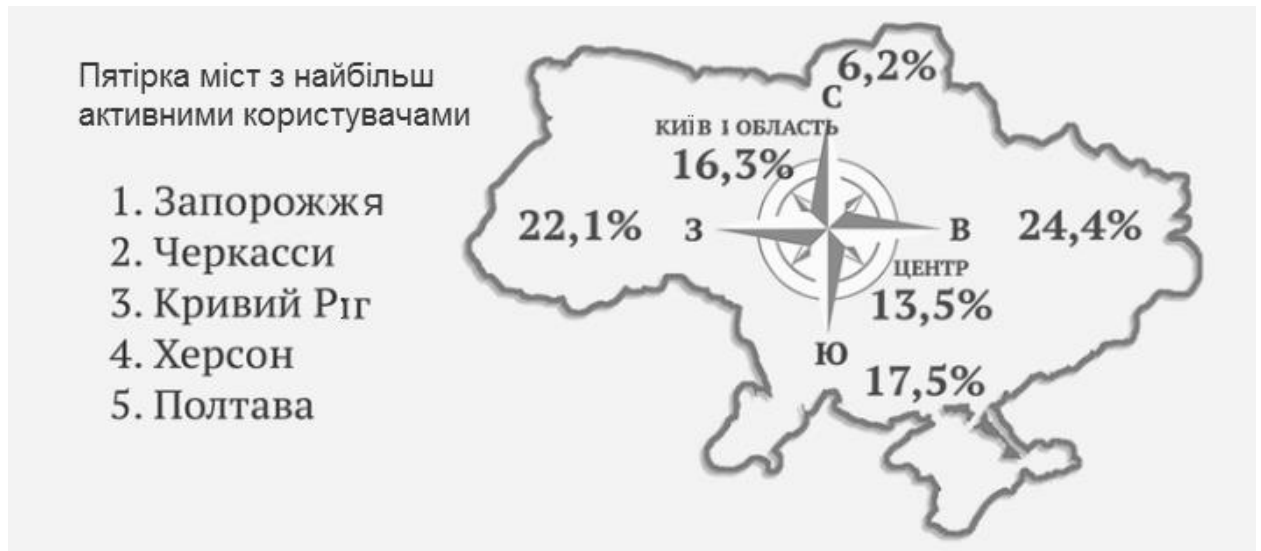 Пятірка міст з найбільш
активними користувачами
1. Запорожжя
2. Черкасси
3. Кривий Ріг
4. Херсон
5. Полтава
6,2%
С
КИЇВ І ОБЛАСТЬ
16,3%
22,1%
З
В
24,4%
ЦЕНТР
13,5%
Ю
17,5%